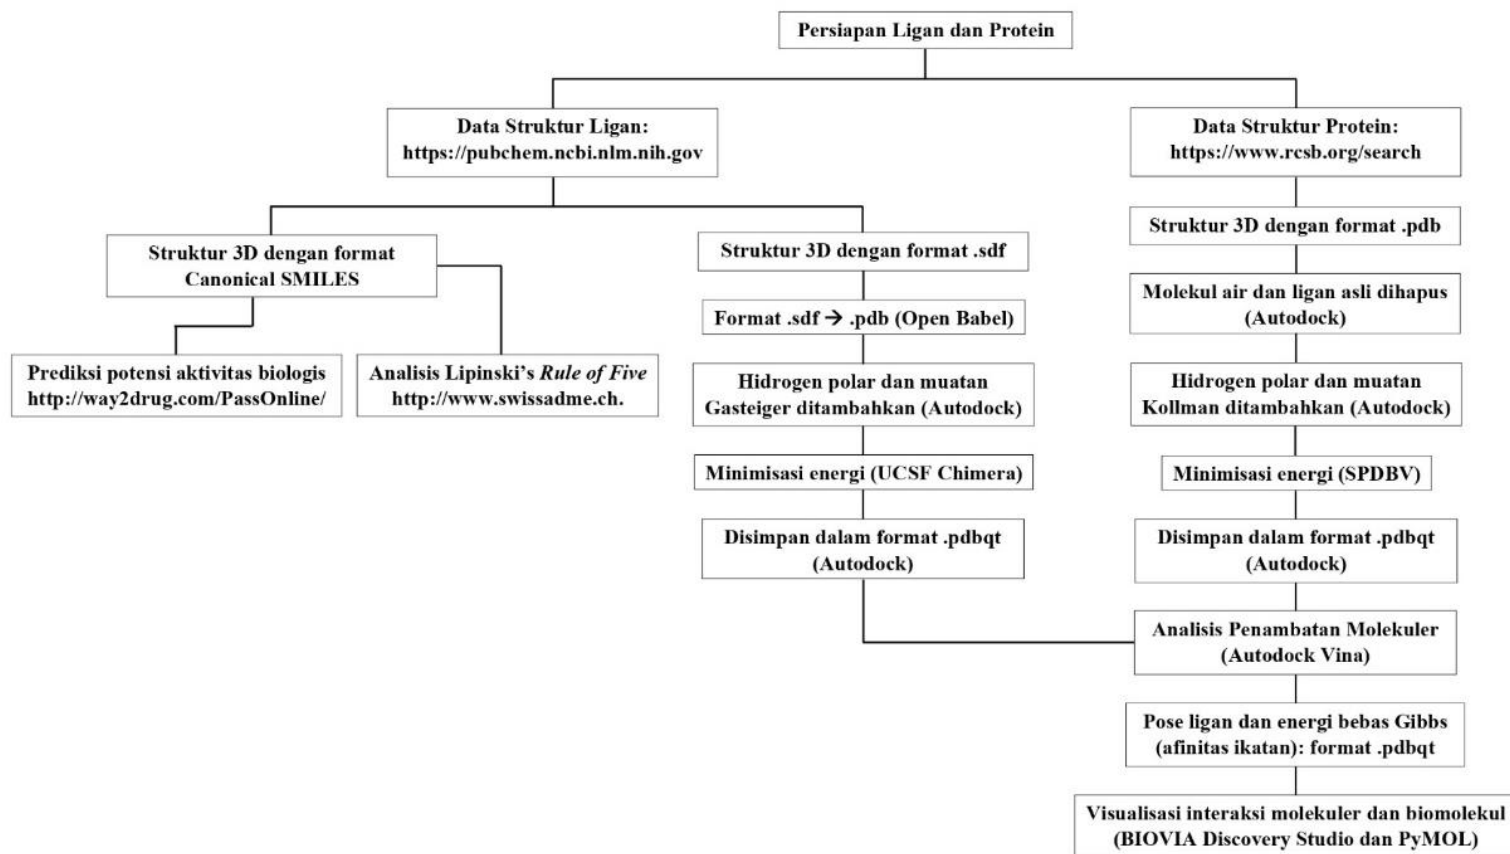 Persiapan Ligan dan Protein
Data Struktur Ligan:
https://pubchem.ncbi.nlm.nih.gov
Data Struktur Protein:
https://www.rcsb.org/search
Struktur 3D dengan format
Canonical SMILES
Struktur 3D dengan format .sdf
Struktur 3D dengan format .pdb
Format .sdf → .pdb (Open Babel)
Molekul air dan ligan asli dihapus
(Autodock)
Prediksi potensi aktivitas biologis
http://way2drug.com/PassOnline/
Analisis Lipinski’s Rule of Five
http://www.swissadme.ch.
Hidrogen polar dan muatan
Gasteiger ditambahkan (Autodock)
Hidrogen polar dan muatan
Kollman ditambahkan (Autodock)
Minimisasi energi (UCSF Chimera)
Minimisasi energi (SPDBV)
Disimpan dalam format .pdbqt
(Autodock)
Disimpan dalam format .pdbqt
(Autodock)
Analisis Penambatan Molekuler
(Autodock Vina)
Pose ligan dan energi bebas Gibbs
(afinitas ikatan): format .pdbqt
Visualisasi interaksi molekuler dan biomolekul
(BIOVIA Discovery Studio dan PyMOL)